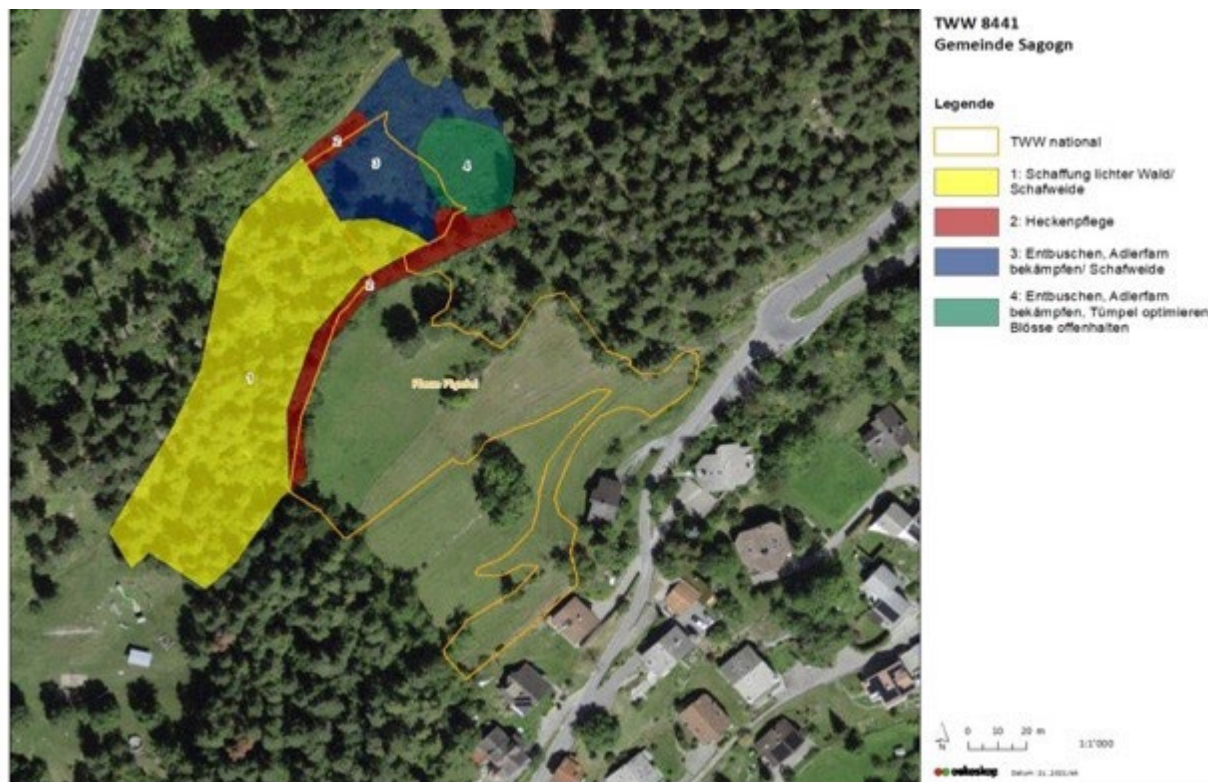 TWW 8441
Gemeinde Sagogn
Legende
TWW national
1: Schaffung lichter Wald/
Schafweide
2: Heckenpflege
3: Entbuschen, Adlerfarn
bekämpfen/ Schafweide
4: Entbuschen, Adlerfarn
bekämpfen, Tümpel optimieren
Blösse offenhalten
2
3
4
2
1
N
0 10 20 m
1:1'000
oekoskop
Datum